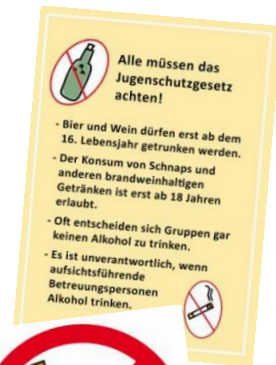 Alle müssen das
Jugenschutzgesetz
achten!
- Bier und Wein dürfen erst ab dem
16. Lebensjahr getrunken werden.
- Der Konsum von Schnaps und
anderen brandweinhaltigen
Getränken ist erst ab 18 Jahren
erlaubt.
- Oft entscheiden sich Gruppen gar
keinen Alkohol zu trinken.
- Es ist unverantwortlich, wenn
aufsichtsführende
Betreuungspersonen
Alkohol trinken.